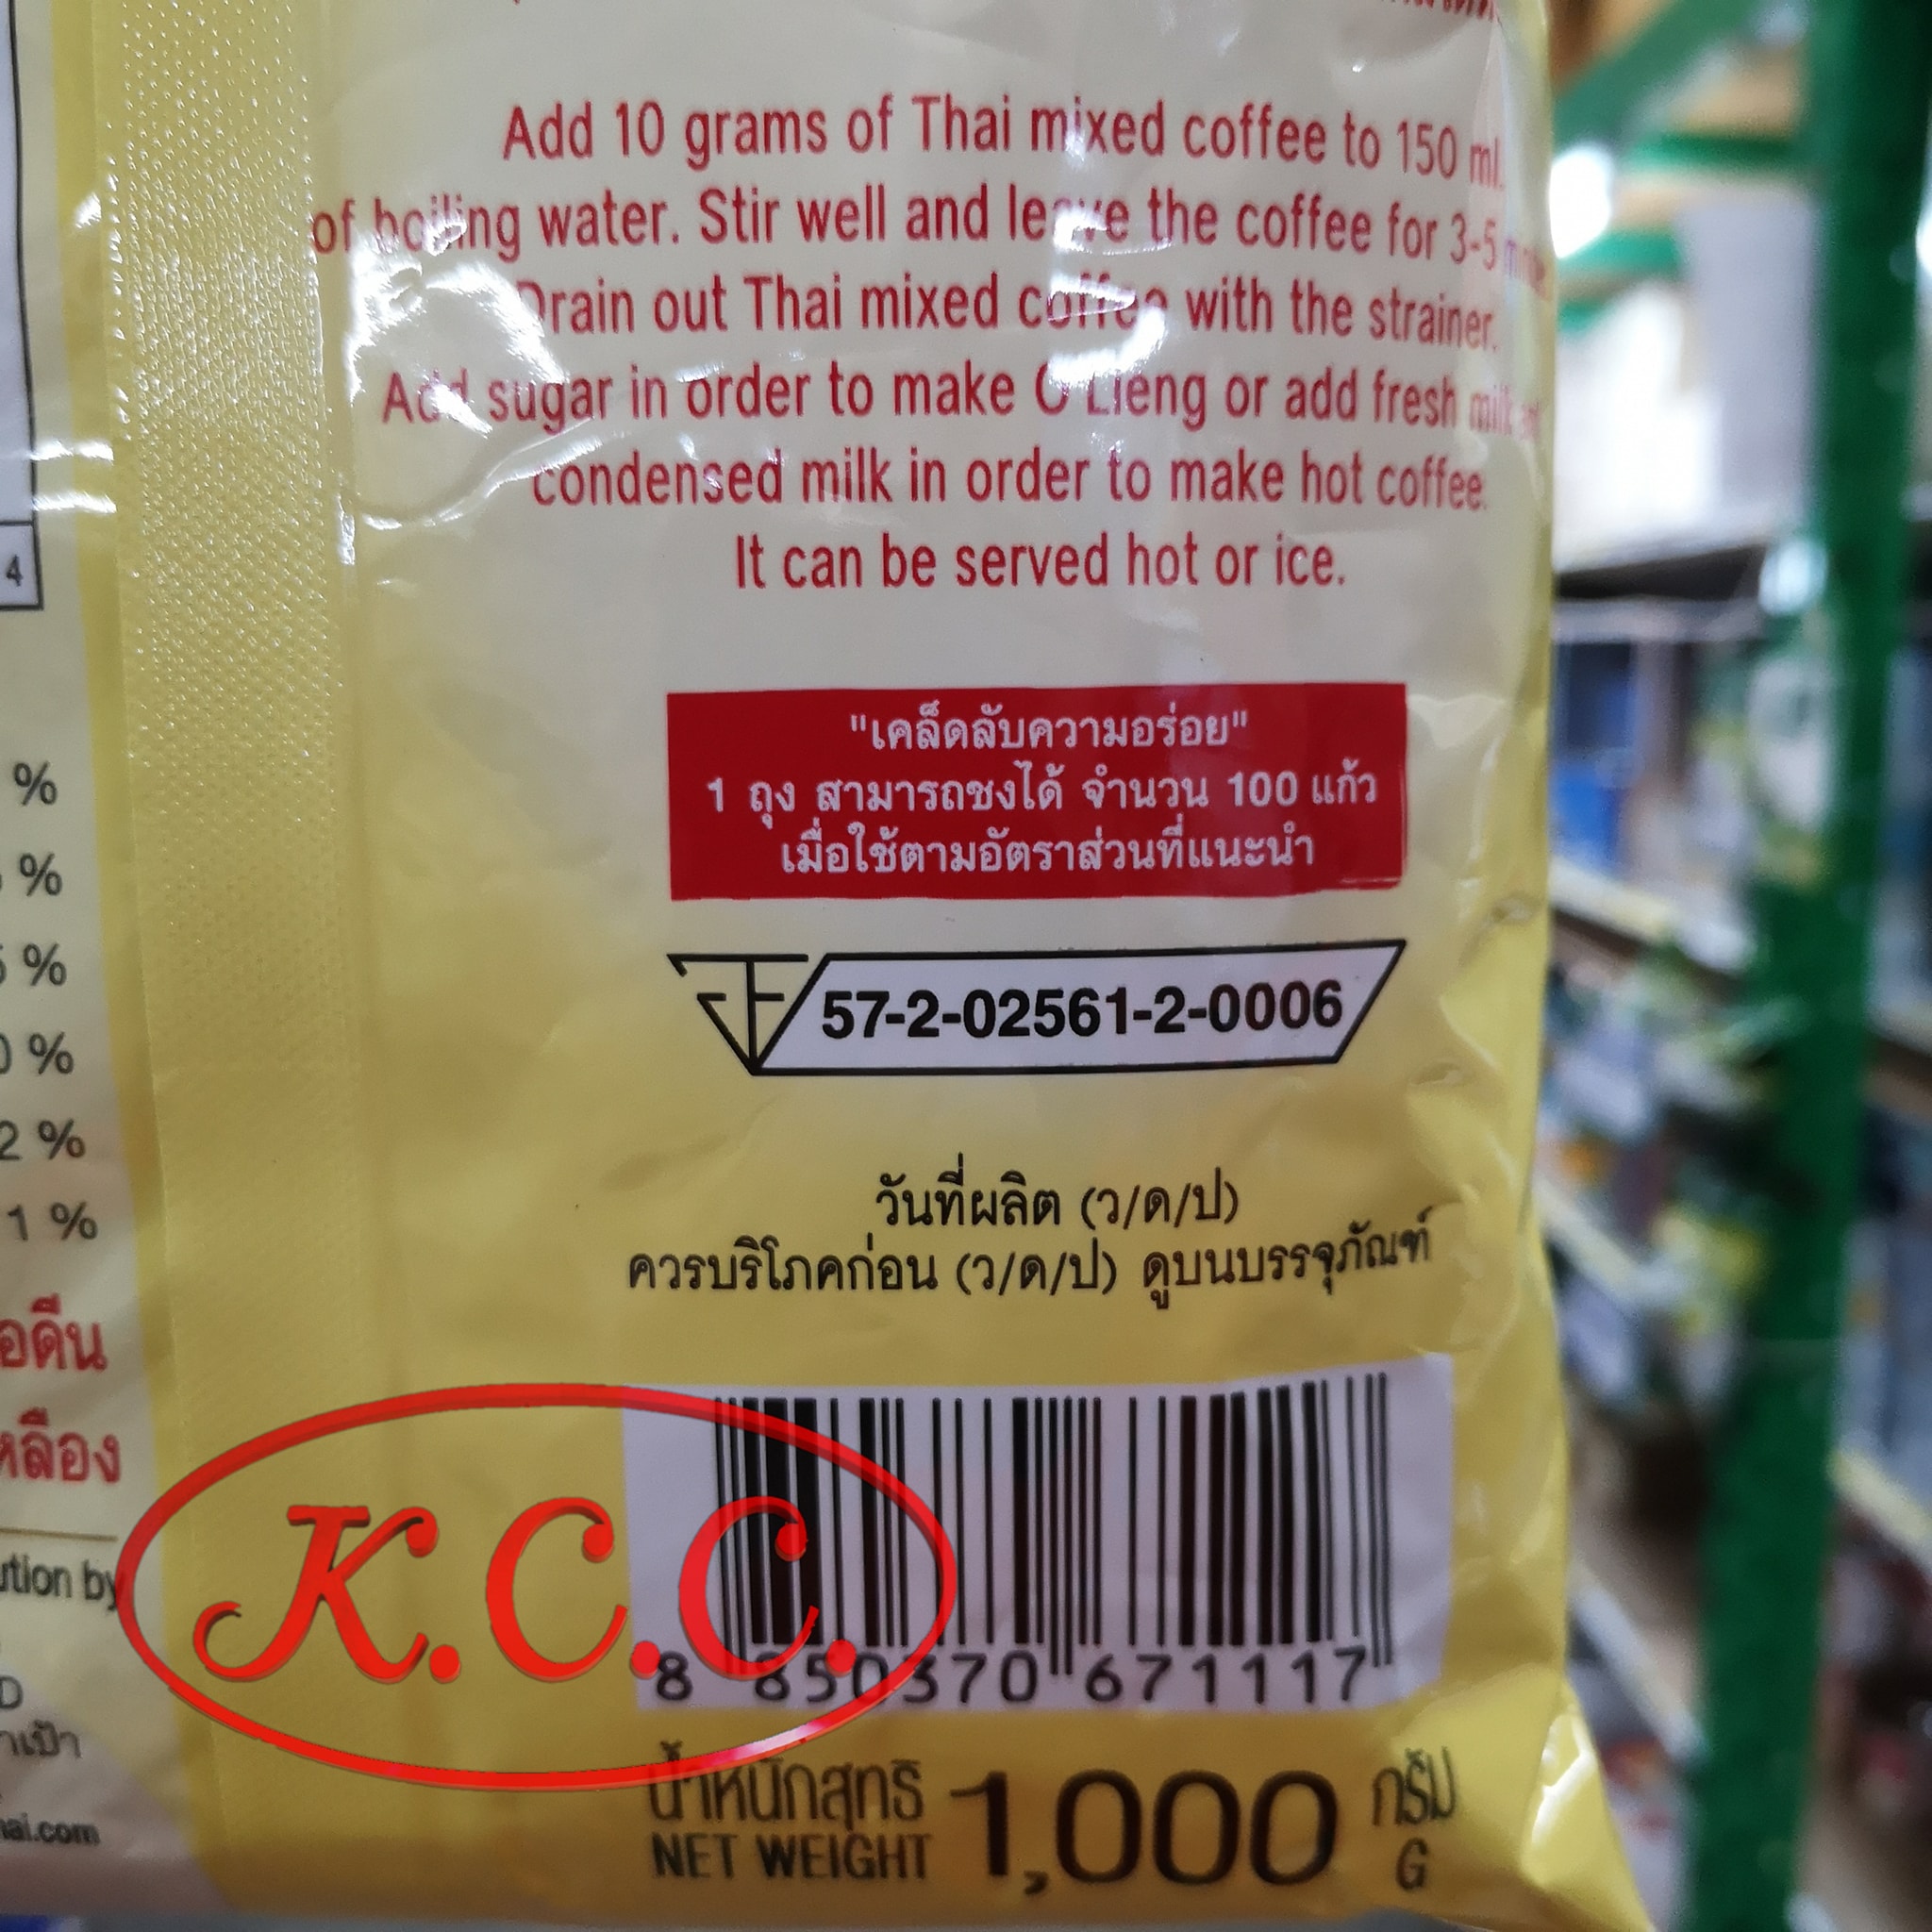 Add 10 grams of Thai mixed coffee to 150 ml.
of boiling water. Stir well and leave the coffee for 3-5
Drain out Thai mixed coffee with the strainer.
Add sugar in order to make O'Lieng or add fresh milk
condensed milk in order to make hot coffee.
It can be served hot or ice.
"เคล็ดลับความอร่อย"
1 ถุง สามารถชงได้ จำนวน 100 แก้ว
เมื่อใช้ตามอัตราส่วนที่แนะนำ
57-2-02561-2-0006
วันที่ผลิต (ว/ด/ป)
ควรบริโภคก่อน (ว/ด/ป) ดูบนบรรจุภัณฑ์
K.C.C.
8 850370 671117
น้ำหนักสุทธิ 1,000 กรัม
NET WEIGHT G
4
%
%
5 %
0 %
2 %
1 %
by